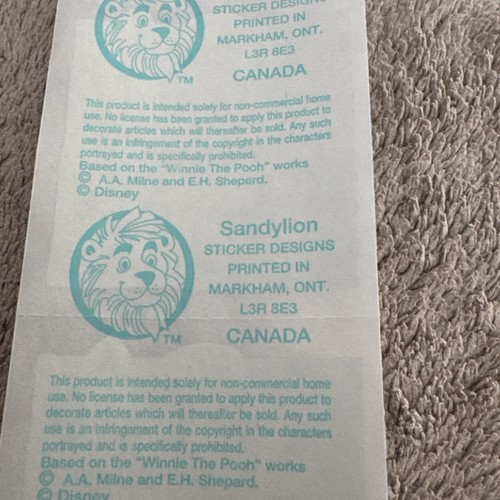 STICKER DESIGNS
PRINTED IN
MARKHAM, ONT.
L3R 8E3
CANADA
TM
This product is intended solely for non-commercial home
use. No license has been granted to apply this product to
decorate articles which will thereafter be sold. Any such
use is an infringement of the copyright in the characters
portrayed and is specifically prohibited.
Based on the "Winnie The Pooh" works
© A.A. Milne and E.H. Shepard.
© Disney
Sandylion
STICKER DESIGNS
PRINTED IN
MARKHAM, ONT.
L3R 8E3
CANADA
TM
This product is intended solely for non-commercial home
use. No license has been granted to apply this product to
decorate articles which will thereafter be sold. Any such
use is an infringement of the copyright in the characters
portrayed and is specifically prohibited.
Based on the "Winnie The Pooh" works
© A.A. Milne and E.H. Shepard.
© Disney